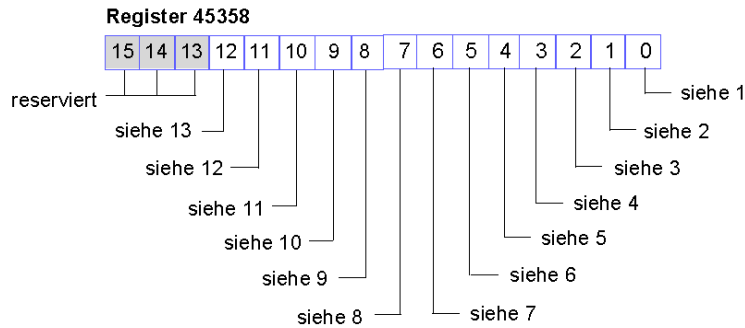 Register 45358
15 14 13 12 11 10 9 8 7 6 5 4 3 2 1 0
siehe 1
reserviert
siehe 13
siehe 2
siehe 12
siehe 3
siehe 11
siehe 4
siehe 10
siehe 5
siehe 9
siehe 6
siehe 8
siehe 7